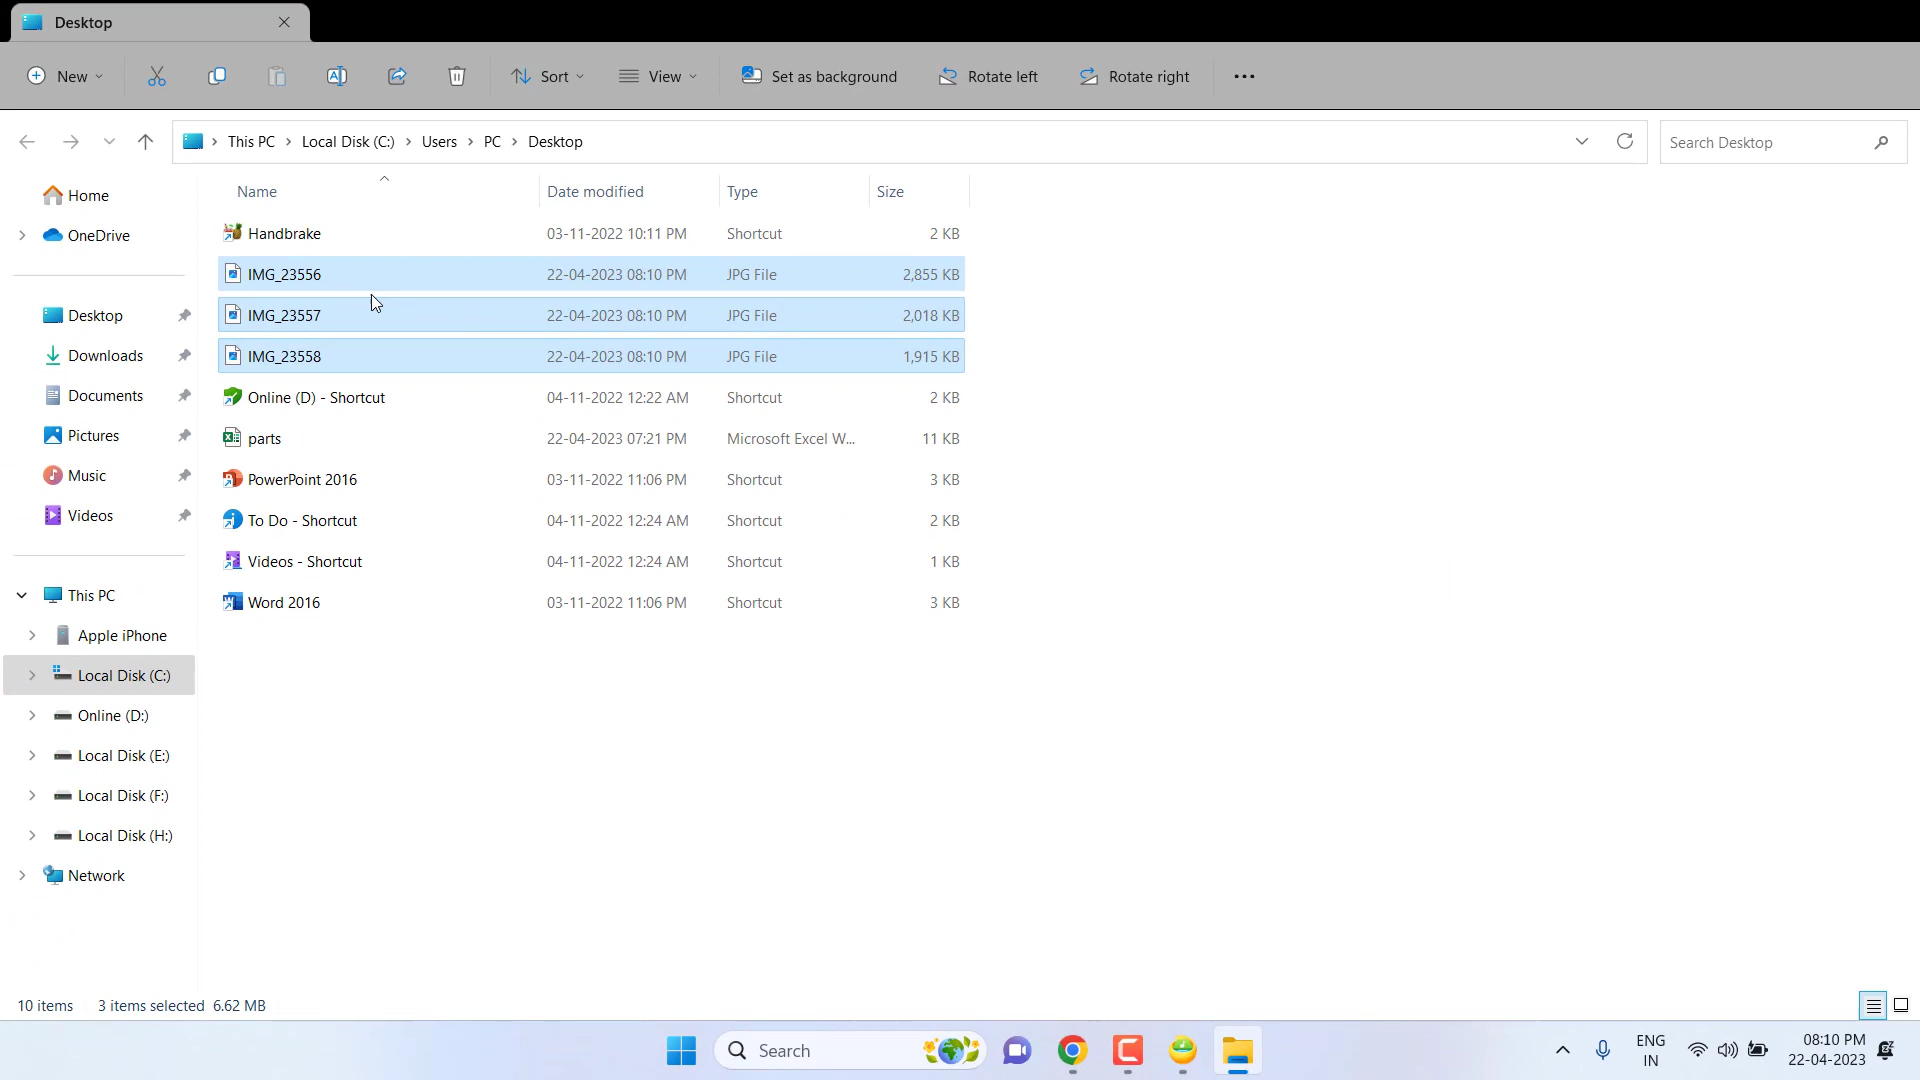 Desktop
New
Sort
View
Set as background
Rotate left
Rotate right
This PC
Local Disk (C:)
Users
PC
Desktop
Search Desktop
Home
OneDrive
Desktop
Downloads
Documents
Pictures
Music
Videos
This PC
Apple iPhone
Local Disk (C:)
Online (D:)
Local Disk (E:)
Local Disk (F:)
Local Disk (H:)
Network
Name Date modified Type Size
Handbrake 03-11-2022 10:11 PM Shortcut 2 KB
IMG_23556 22-04-2023 08:10 PM JPG File 2,855 KB
IMG_23557 22-04-2023 08:10 PM JPG File 2,018 KB
IMG_23558 22-04-2023 08:10 PM JPG File 1,915 KB
Online (D) - Shortcut 04-11-2022 12:22 AM Shortcut 2 KB
parts 22-04-2023 07:21 PM Microsoft Excel W... 11 KB
PowerPoint 2016 03-11-2022 11:06 PM Shortcut 3 KB
To Do - Shortcut 04-11-2022 12:24 AM Shortcut 2 KB
Videos - Shortcut 04-11-2022 12:24 AM Shortcut 1 KB
Word 2016 03-11-2022 11:06 PM Shortcut 3 KB
10 items 3 items selected 6.62 MB
Search
ENG
IN
08:10 PM
22-04-2023